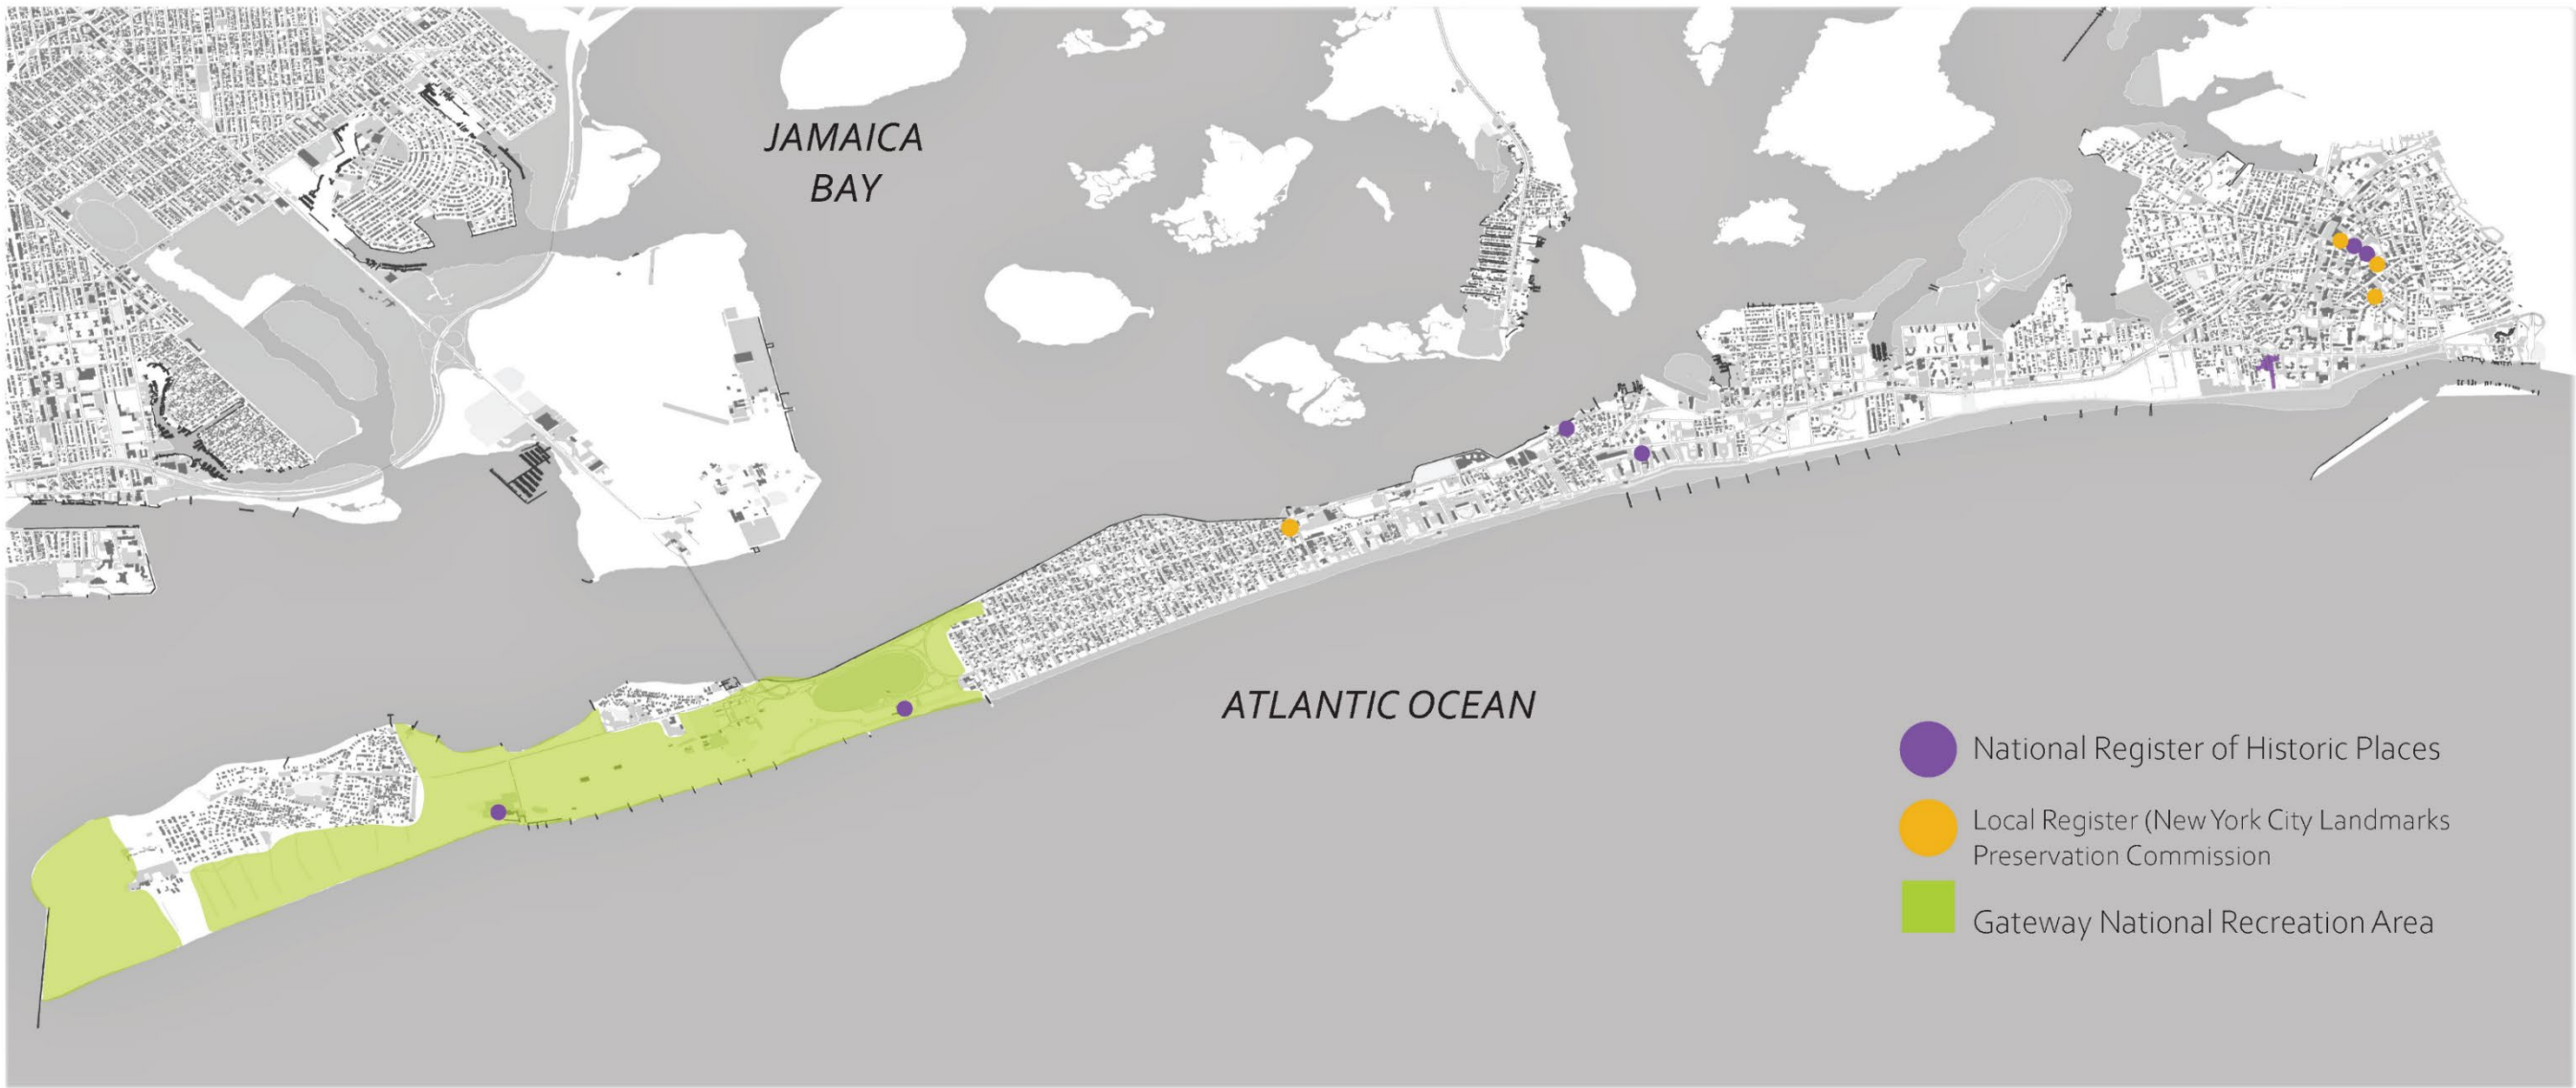 JAMAICA
BAY
ATLANTIC OCEAN
National Register of Historic Places
Local Register (New York City Landmarks
Preservation Commission
Gateway National Recreation Area